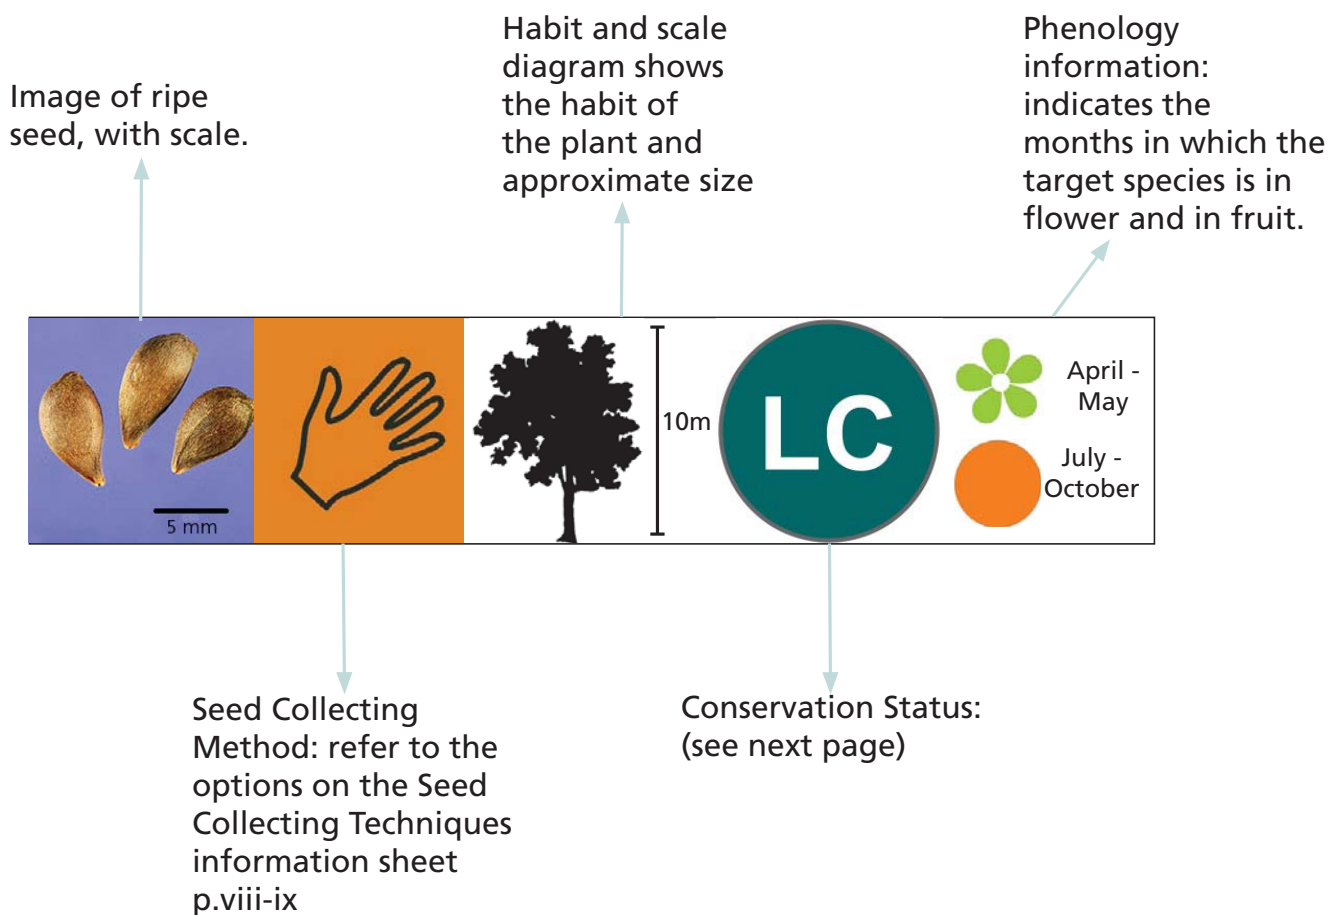 Image of ripe
seed, with scale.
Habit and scale
diagram shows
the habit of
the plant and
approximate size
Phenology
information:
indicates the
months in which the
target species is in
flower and in fruit.
5 mm
10m
LC
April -
May
July -
October
Seed Collecting
Method: refer to the
options on the Seed
Collecting Techniques
information sheet
p.viii-ix
Conservation Status:
(see next page)